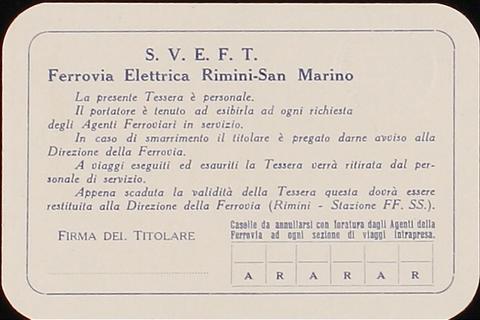 S. V. E. F. T.
Ferrovia Elettrica Rimini-San Marino
La presente Tessera è personale.
Il portatore è tenuto ad esibirla ad ogni richiesta
degli Agenti Ferroviari in servizio.
In caso di smarrimento il titolare è pregato darne avviso alla
Direzione della Ferrovia.
A viaggi eseguiti ed esauriti la Tessera verrà ritirata dal per-
sonale di servizio.
Appena scaduta la validità della Tessera questa dovrà essere
restituita alla Direzione della Ferrovia (Rimini - Stazione FF. SS.).
FIRMA DEL TITOLARE
Caselle da annullarsi con foratura dagli Agenti della
Ferrovia ad ogni sezione di viaggi intrapresa.
A R A R A R